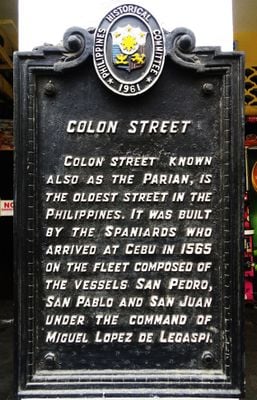 PHILIPPINES HISTORICAL COMMITTEE
1961
COLON STREET
COLON STREET KNOWN
ALSO AS THE PARIAN, IS
THE OLDEST STREET IN THE
PHILIPPINES. IT WAS BUILT
BY THE SPANIARDS WHO
ARRIVED AT CEBU IN 1565
ON THE FLEET COMPOSED OF
THE VESSELS SAN PEDRO,
SAN PABLO AND SAN JUAN
UNDER THE COMMAND OF
MIGUEL LOPEZ DE LEGASPI.
NO